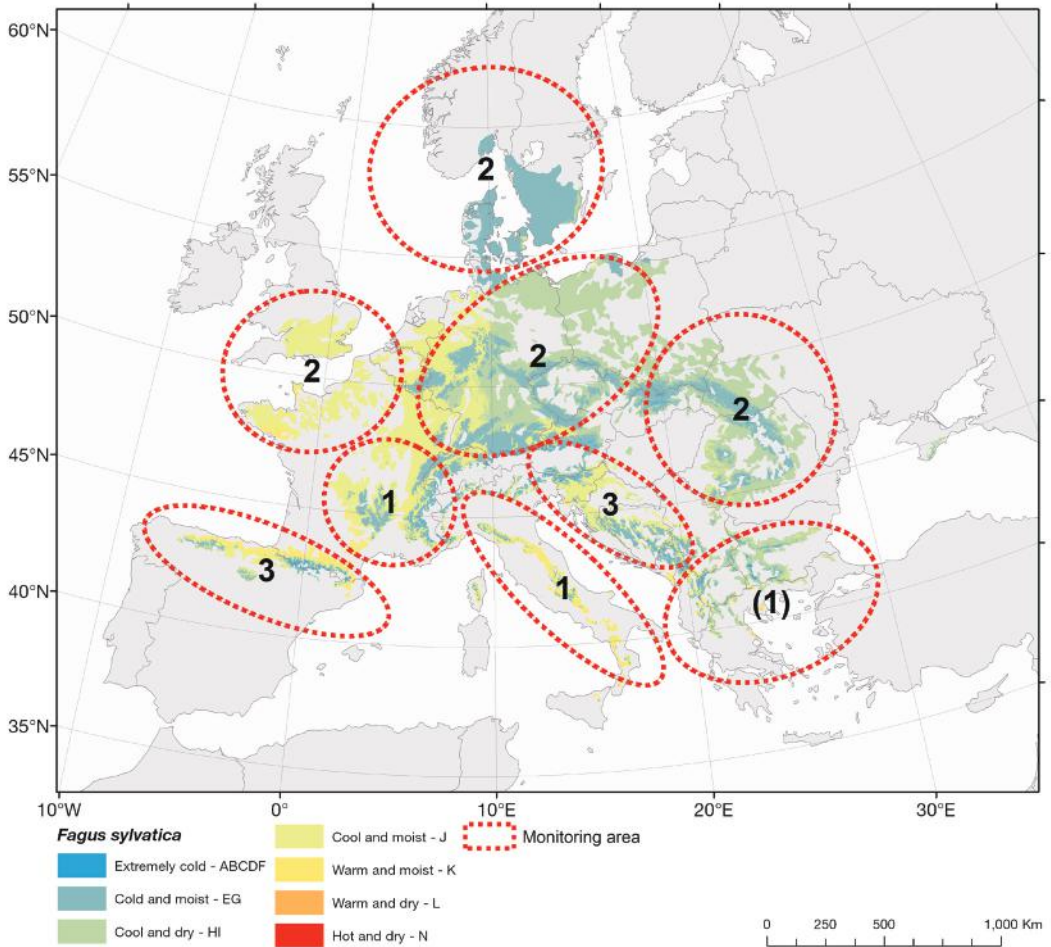 60°N
55°N
50°N
45°N
40°N
35°N
2
2
2
2
1
3
3
1
(1)
10°W
0°
10°E
20°E
30°E
Fagus sylvatica
Extremely cold - ABCDF
Cold and moist - EG
Cool and dry - HI
Cool and moist - J
Warm and moist - K
Warm and dry - L
Hot and dry - N
Monitoring area
0 250 500 1,000 Km